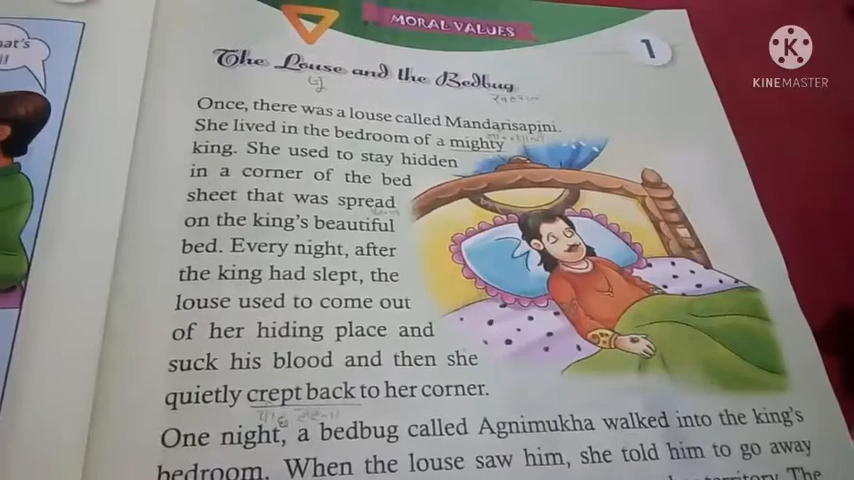 hat's
MORAL VALUES
1
The Louse and the Bedbug
Once, there was a louse called Mandarisapini.
She lived in the bedroom of a mighty
king. She used to stay hidden
in a corner of the bed
sheet that was spread
on the king's beautiful
bed. Every night, after
the king had slept, the
louse used to come out
of her hiding place and
suck his blood and then she
quietly crept back to her corner.
One night, a bedbug called Agnimukha walked into the king's
bedroom. When the louse saw him, she told him to go away
territory. The
K
KINEMASTER